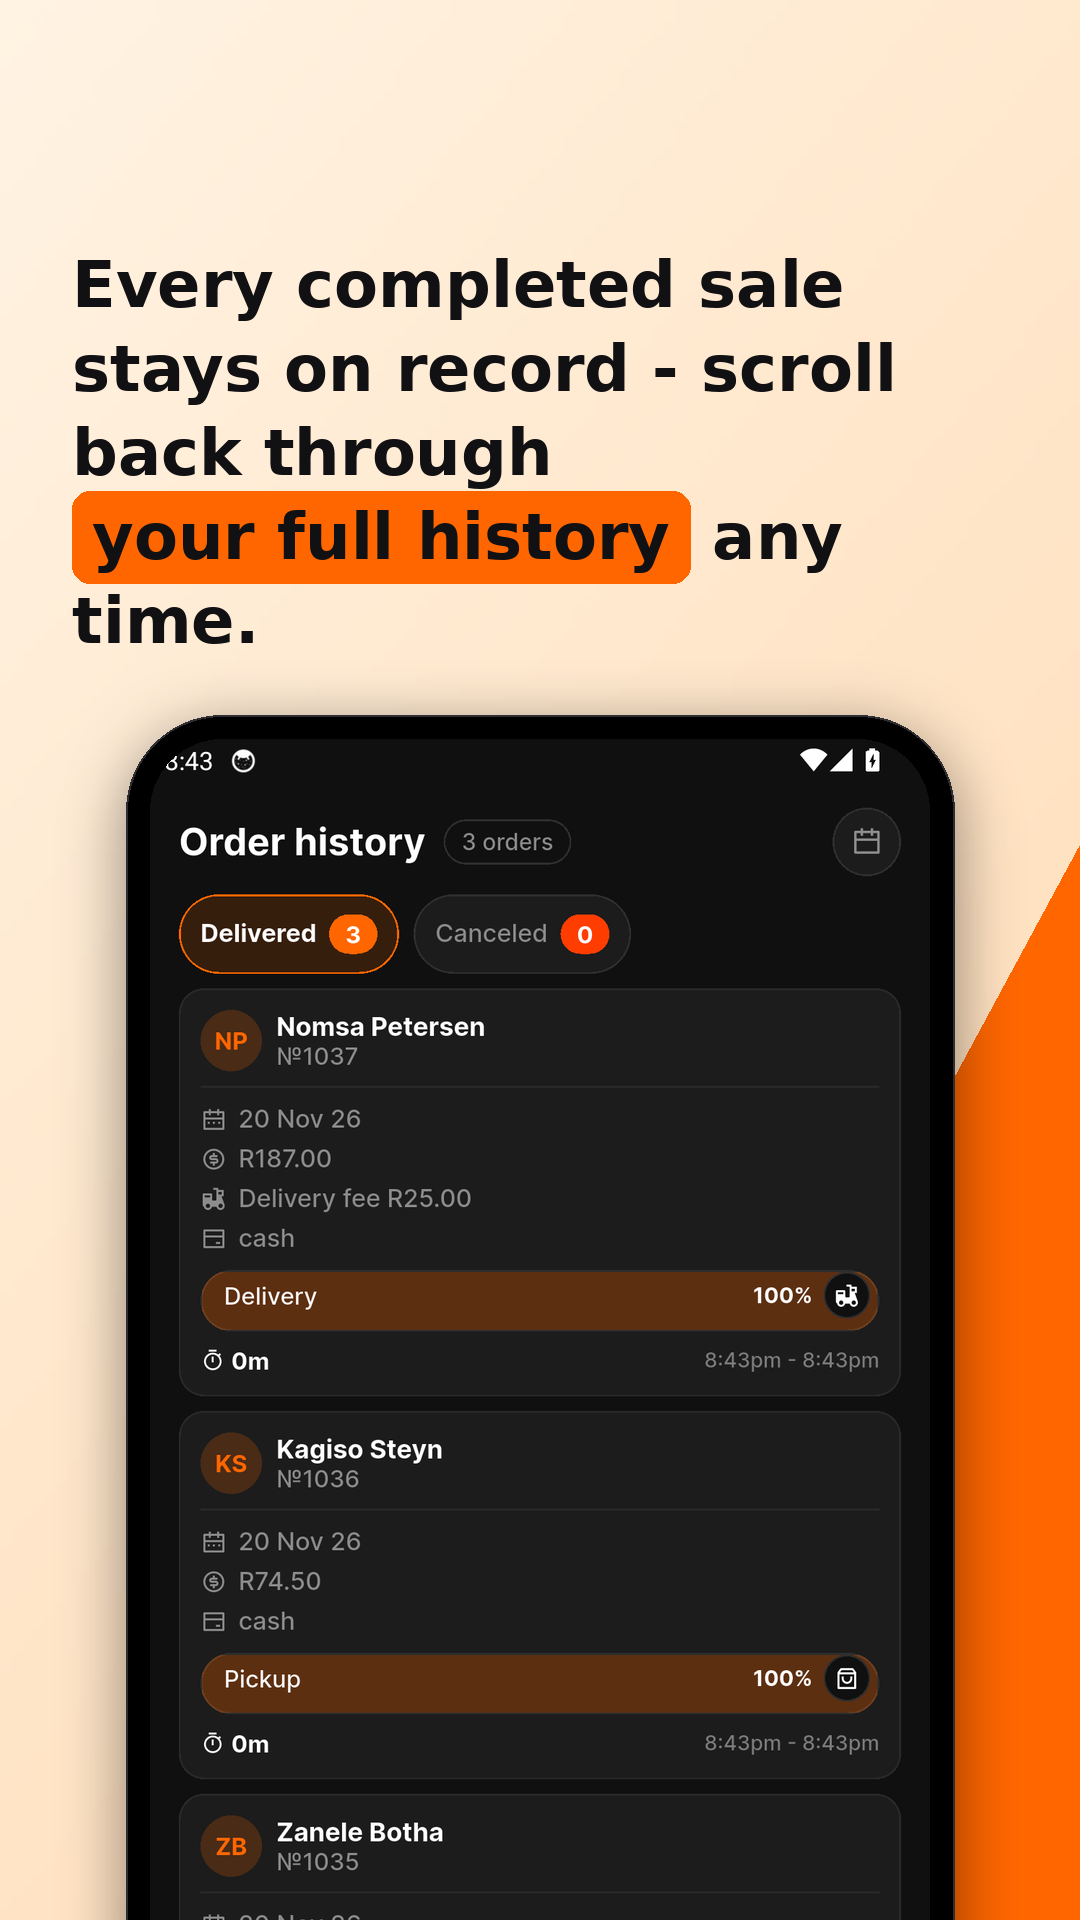 Every completed sale
stays on record - scroll
back through
your full history any
time.
8:43
Order history 3 orders
Delivered 3 Canceled 0
NP Nomsa Petersen
№1037
20 Nov 26
R187.00
Delivery fee R25.00
cash
Delivery 100%
0m 8:43pm - 8:43pm
KS Kagiso Steyn
№1036
20 Nov 26
R74.50
cash
Pickup 100%
0m 8:43pm - 8:43pm
ZB Zanele Botha
№1035